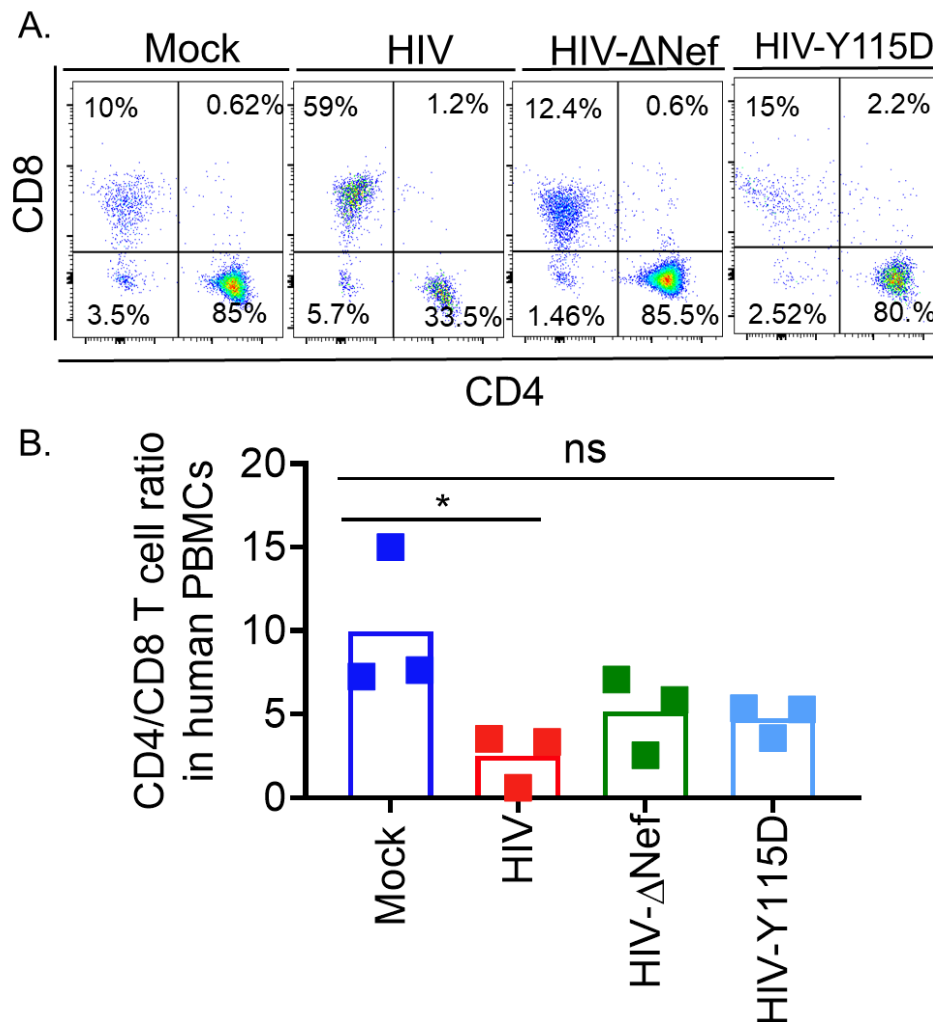 A.
Mock HIV HIV-ΔNef HIV-Y115D
10% 0.62% 59% 1.2% 12.4% 0.6% 15% 2.2%
CD8
3.5% 85% 5.7% 33.5% 1.46% 85.5% 2.52% 80.%
CD4
B.
ns
*
CD4/CD8 T cell ratio
in human PBMCs
20
15
10
5
0
Mock
HIV
HIV-ΔNef
HIV-Y115D